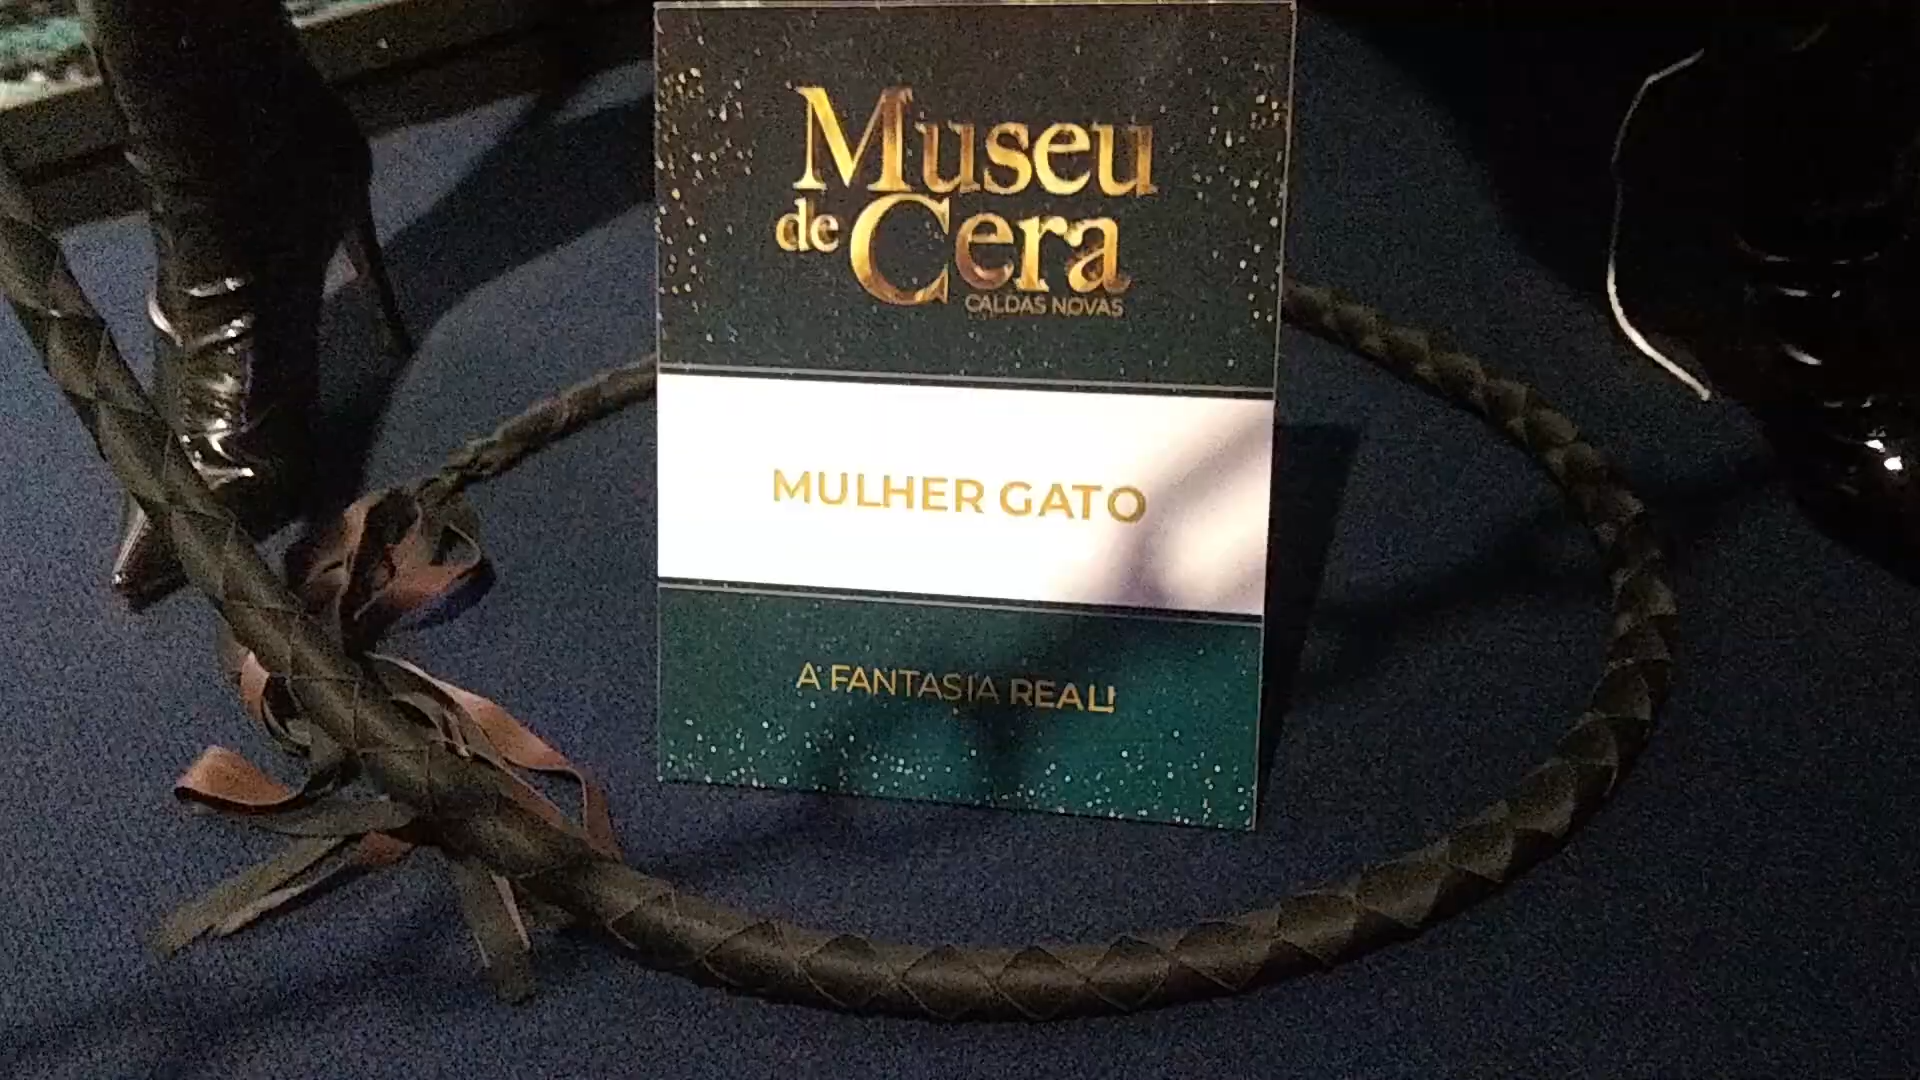 Museu
de Cera
CALDAS NOVAS
MULHER GATO
A FANTASIA REAL!